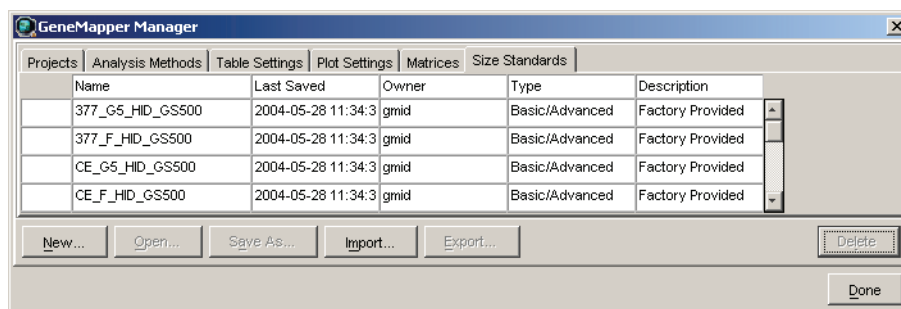 GeneMapper Manager
Projects Analysis Methods Table Settings Plot Settings Matrices Size Standards
Name Last Saved Owner Type Description
377_G5_HID_GS500 2004-05-28 11:34:3 gmid Basic/Advanced Factory Provided
377_F_HID_GS500 2004-05-28 11:34:3 gmid Basic/Advanced Factory Provided
CE_G5_HID_GS500 2004-05-28 11:34:3 gmid Basic/Advanced Factory Provided
CE_F_HID_GS500 2004-05-28 11:34:3 gmid Basic/Advanced Factory Provided
New... Open... Save As... Import... Export... Delete
Done